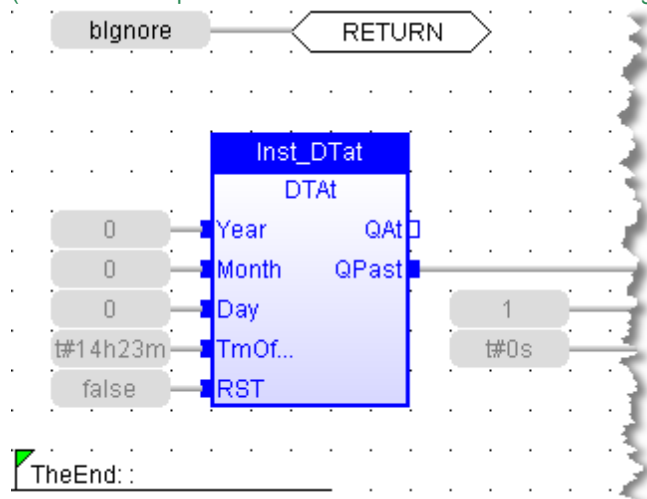 bIgnore RETURN
Inst_DTat
DTAt
0 Year QAt
0 Month QPast
0 Day 1
t#14h23m TmOf... t#0s
false RST
TheEnd: :